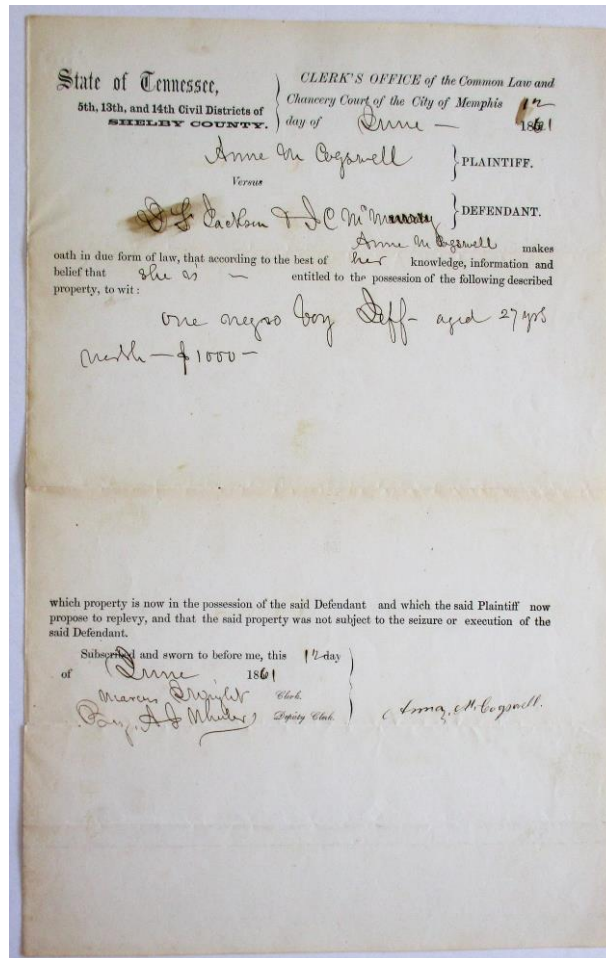 State of Tennessee,
5th, 13th, and 14th Civil Districts of
SHELBY COUNTY.
CLERK'S OFFICE of the Common Law and
Chancery Court of the City of Memphis 12
day of June — 1861
Anne M Cogswell PLAINTIFF.
Versus
Jackson & J. C. McMurray DEFENDANT.
Anne M Cogswell makes
oath in due form of law, that according to the best of her knowledge, information and
belief that she is — entitled to the possession of the following described
property, to wit :
one negro boy Jeff - aged 27 yrs
worth — $1000 —
which property is now in the possession of the said Defendant and which the said Plaintiff now
propose to replevy, and that the said property was not subject to the seizure or execution of the
said Defendant.
Subscribed and sworn to before me, this 12 day
of June 1861
Marcus J Wright Clerk.
By A S Wheeler Deputy Clerk.
Anna M. Cogswell.